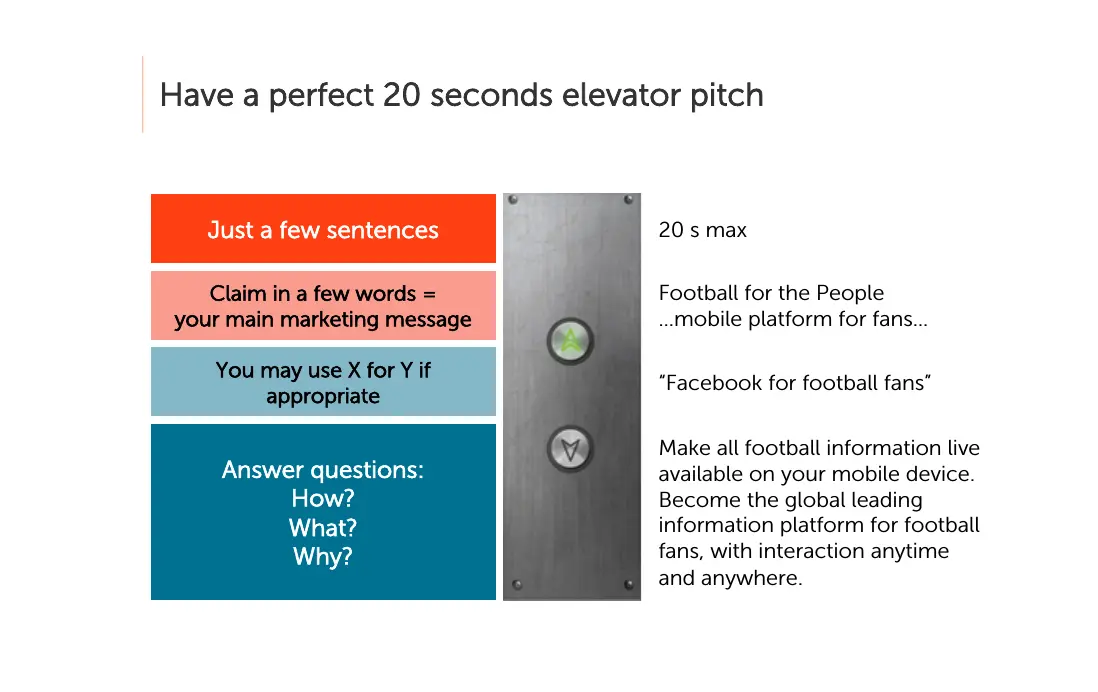 Have a perfect 20 seconds elevator pitch
Just a few sentences
20 s max
Claim in a few words =
your main marketing message
Football for the People
...mobile platform for fans...
You may use X for Y if
appropriate
“Facebook for football fans”
Answer questions:
How?
What?
Why?
Make all football information live
available on your mobile device.
Become the global leading
information platform for football
fans, with interaction anytime
and anywhere.